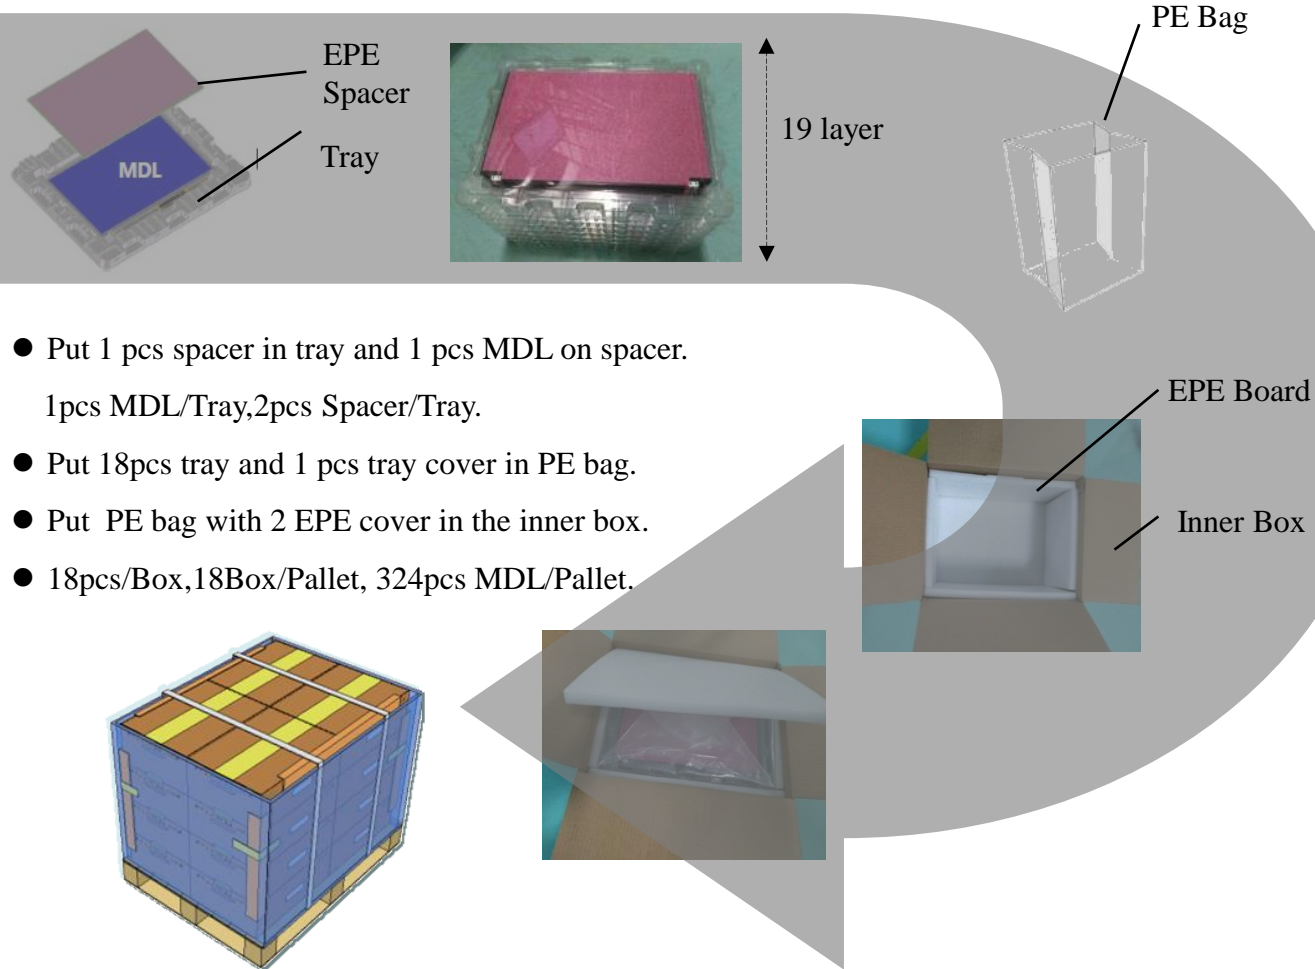 PE Bag
EPE
Spacer
Tray
MDL
19 layer
● Put 1 pcs spacer in tray and 1 pcs MDL on spacer.
1pcs MDL/Tray,2pcs Spacer/Tray.
● Put 18pcs tray and 1 pcs tray cover in PE bag.
● Put PE bag with 2 EPE cover in the inner box.
● 18pcs/Box,18Box/Pallet, 324pcs MDL/Pallet.
EPE Board
Inner Box